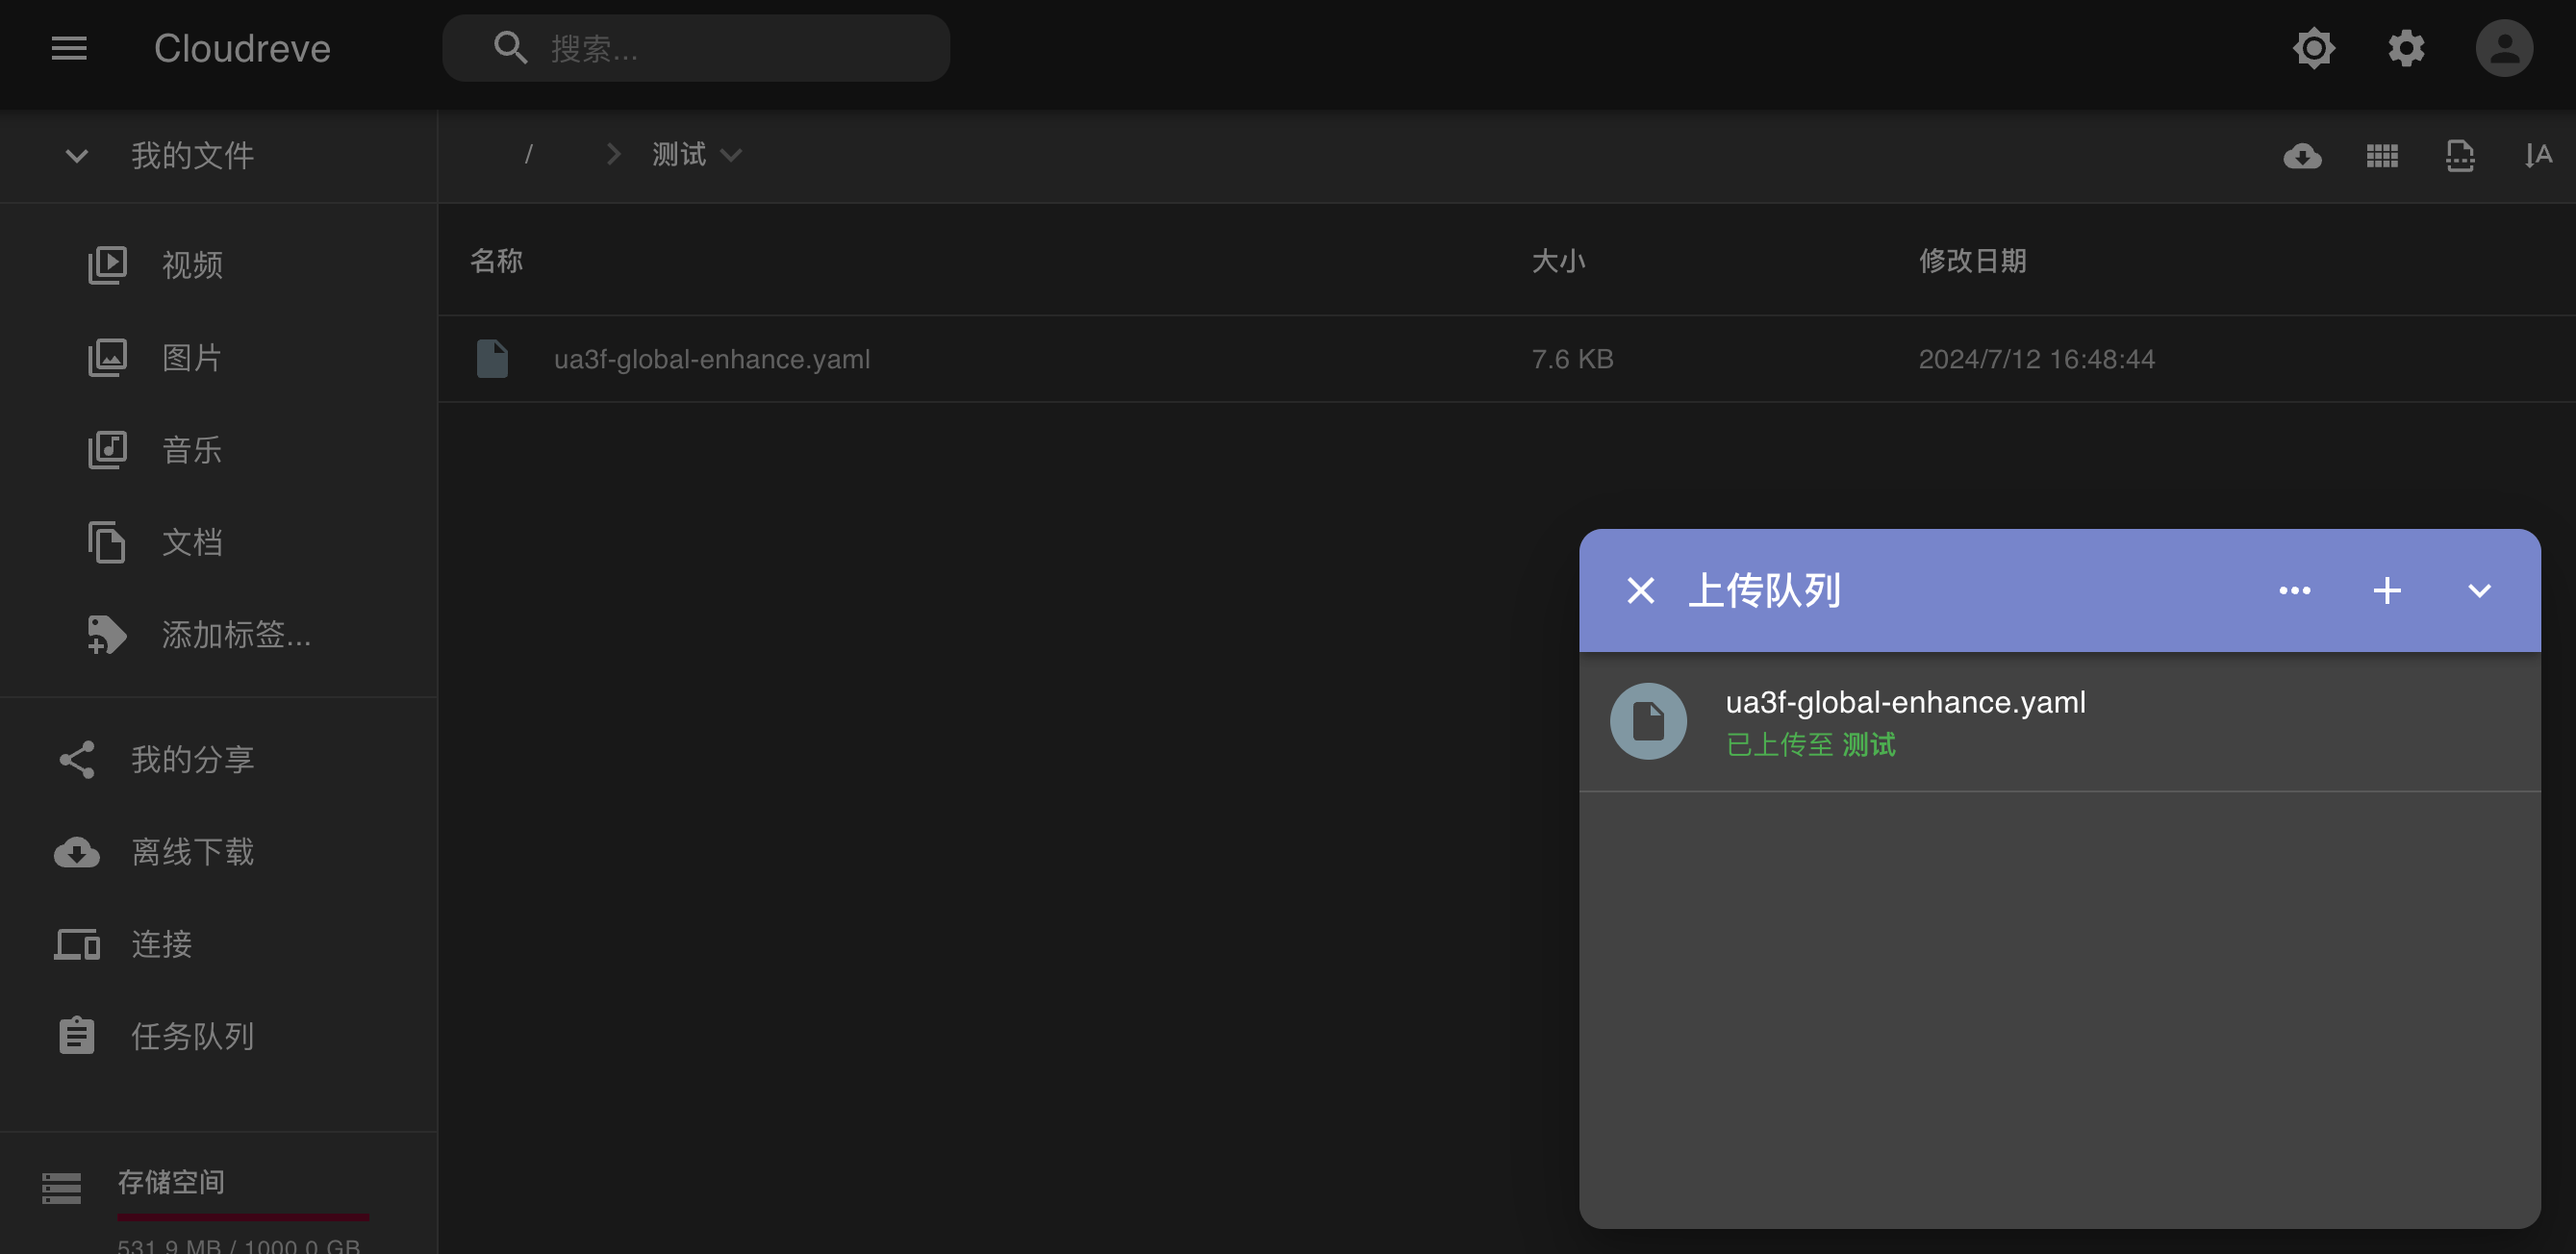 Cloudreve
搜索...
我的文件
/
测试
名称
大小
修改日期
ua3f-global-enhance.yaml
7.6 KB
2024/7/12 16:48:44
视频
图片
音乐
文档
添加标签...
我的分享
离线下载
连接
任务队列
存储空间
531.9 MB / 1000.0 GB
上传队列
ua3f-global-enhance.yaml
已上传至 测试